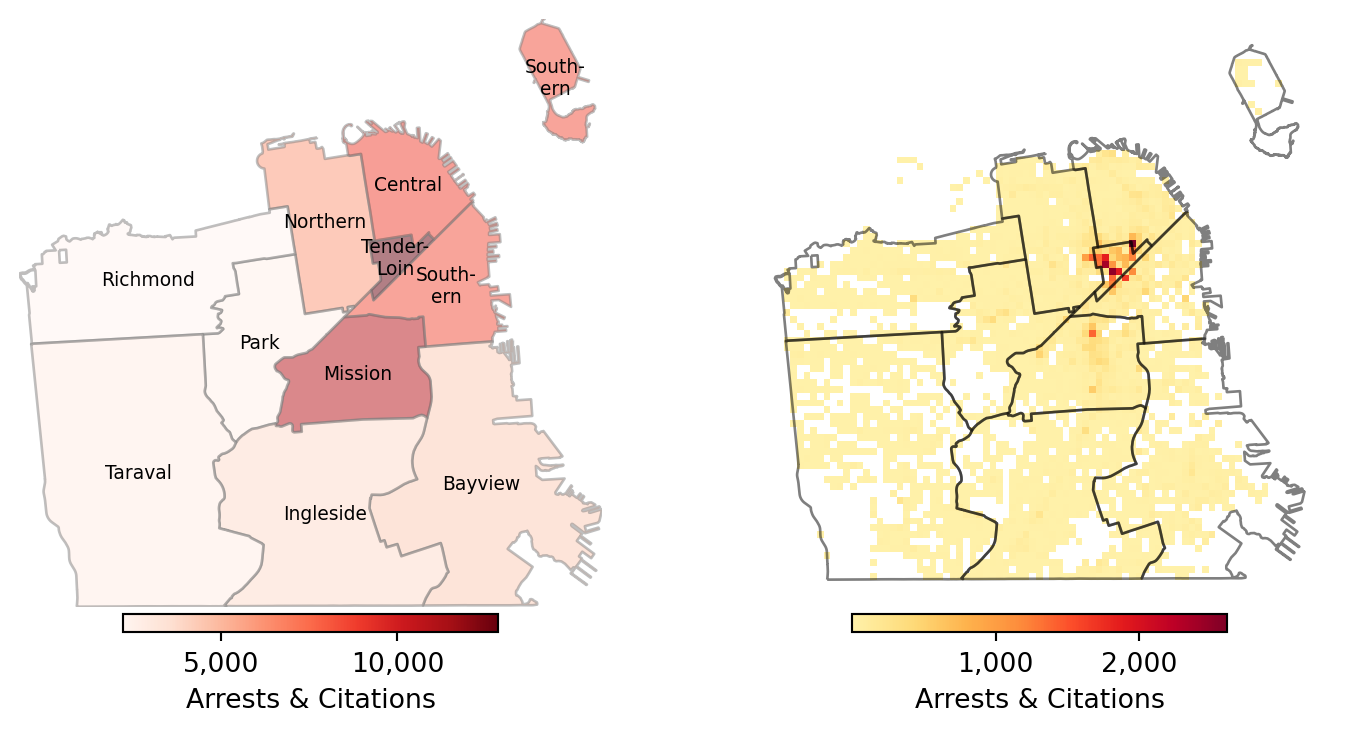 South-
ern
Central
Northern
Tender-
Loin
South-
ern
Richmond
Park
Mission
Taraval
Bayview
Ingleside
5,000
10,000
Arrests & Citations
1,000
2,000
Arrests & Citations